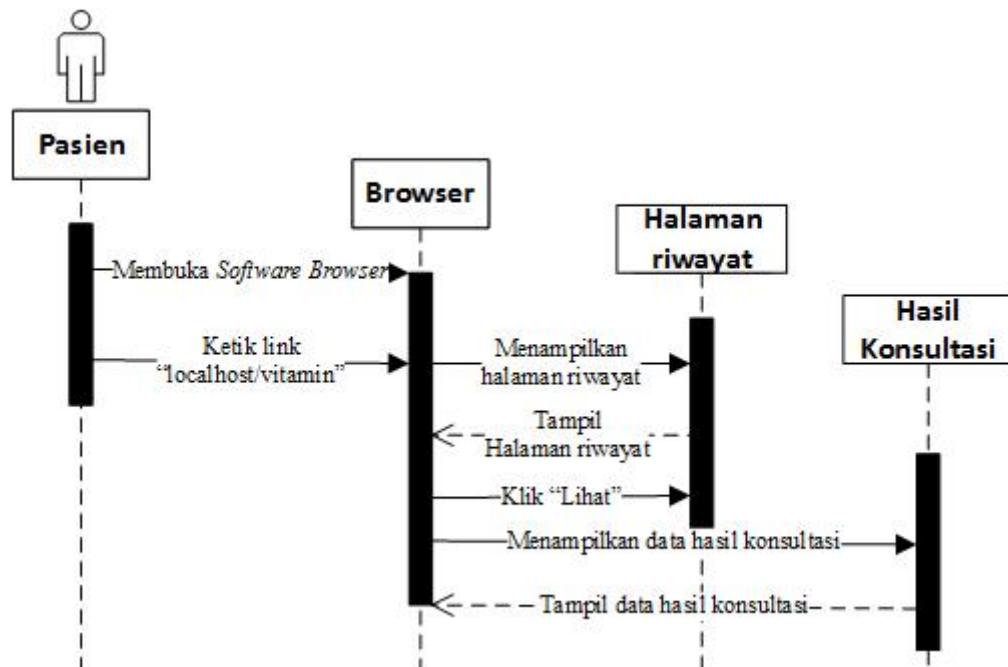 Pasien
Browser
Halaman
riwayat
Hasil
Konsultasi
Membuka Software Browser
Ketik link
“localhost/vitamin”
Menampilkan
halaman riwayat
Tampil
Halaman riwayat
Klik “Lihat”
Menampilkan data hasil konsultasi
Tampil data hasil konsultasi